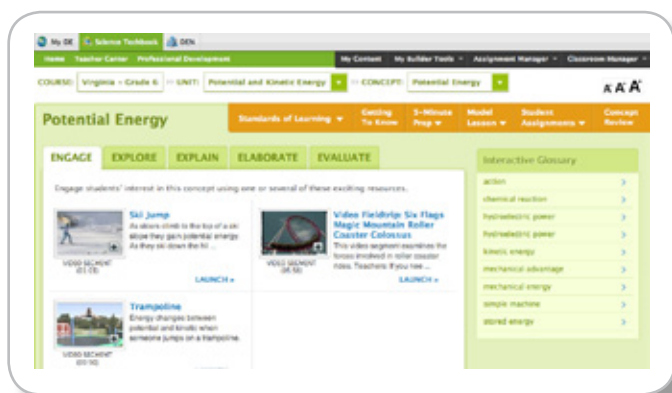 My DE Science Techbook DEN
Home Teacher Center Professional Development My Content My Builder Tools Assignment Manager Classroom Manager
COURSE: Virginia - Grade 6 UNIT: Potential and Kinetic Energy CONCEPT: Potential Energy A A A
Potential Energy
Standards of Learning
Getting To Know
5-Minute Prep
Model Lesson
Student Assignments
Concept Review
ENGAGE EXPLORE EXPLAIN ELABORATE EVALUATE
Engage students' interest in this concept using one or several of these exciting resources.
Ski Jump
As skiers climb to the top of a ski
slope they gain potential energy.
As they ski down the hil ...
VIDEO SEGMENT
LAUNCH »
Video Fieldtrip: Six Flags
Magic Mountain Roller
Coaster Colossus
This video segment examines the
forces involved in roller coaster
rides. Teachers: If you nee ...
VIDEO SEGMENT
LAUNCH »
Trampoline
Energy changes between
potential and kinetic when
someone jumps on a trampoline.
VIDEO SEGMENT
Interactive Glossary
action
chemical reaction
hydroelectric power
hydroelectric power
kinetic energy
mechanical advantage
mechanical energy
simple machine
stored energy